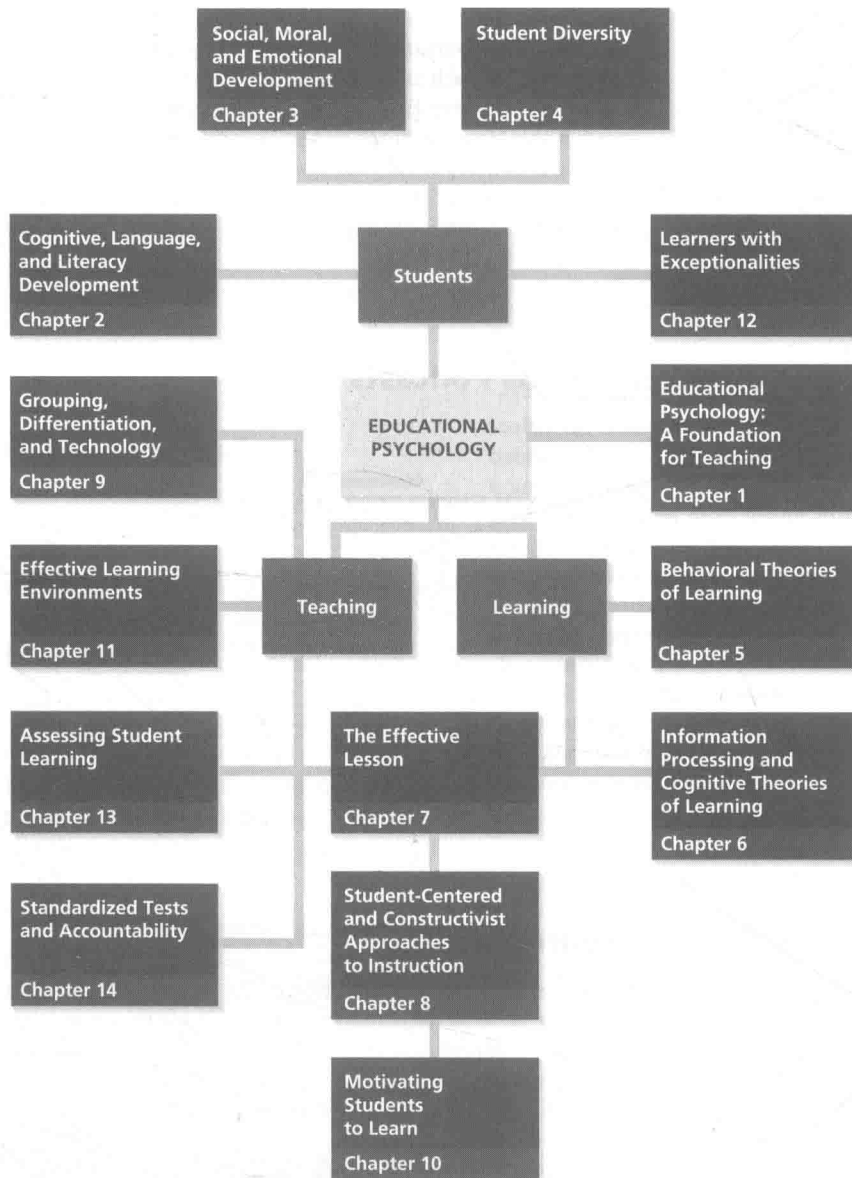 Social, Moral,
and Emotional
Development
Chapter 3
Student Diversity
Chapter 4
Cognitive, Language,
and Literacy
Development
Chapter 2
Students
Learners with
Exceptionalities
Chapter 12
Grouping,
Differentiation,
and Technology
Chapter 9
EDUCATIONAL
PSYCHOLOGY
Educational
Psychology:
A Foundation
for Teaching
Chapter 1
Effective Learning
Environments
Chapter 11
Teaching
Learning
Behavioral Theories
of Learning
Chapter 5
Assessing Student
Learning
Chapter 13
The Effective
Lesson
Chapter 7
Information
Processing and
Cognitive Theories
of Learning
Chapter 6
Standardized Tests
and Accountability
Chapter 14
Student-Centered
and Constructivist
Approaches
to Instruction
Chapter 8
Motivating
Students
to Learn
Chapter 10